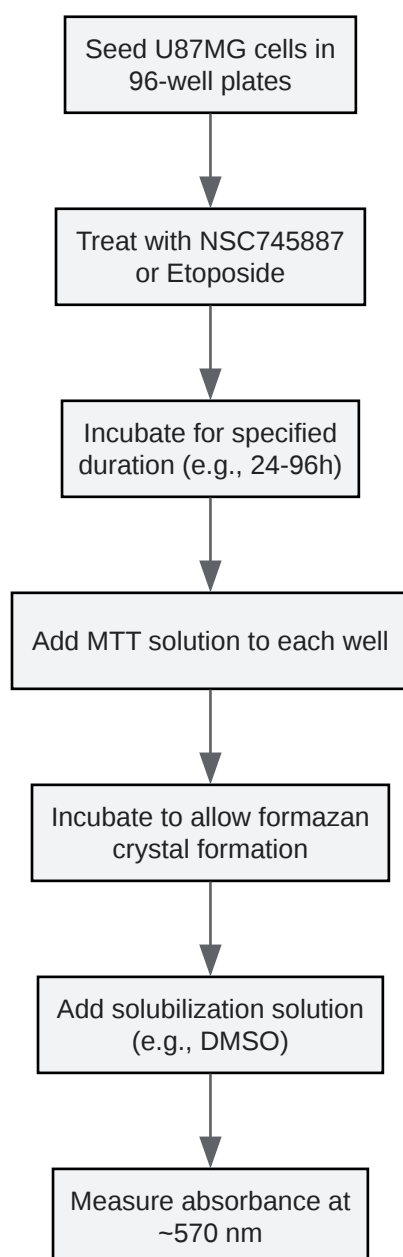 Seed U87MG cells in
96-well plates
Treat with NSC745887
or Etoposide
Incubate for specified
duration (e.g., 24-96h)
Add MTT solution to each well
Incubate to allow formazan
crystal formation
Add solubilization solution
(e.g., DMSO)
Measure absorbance at
~570 nm